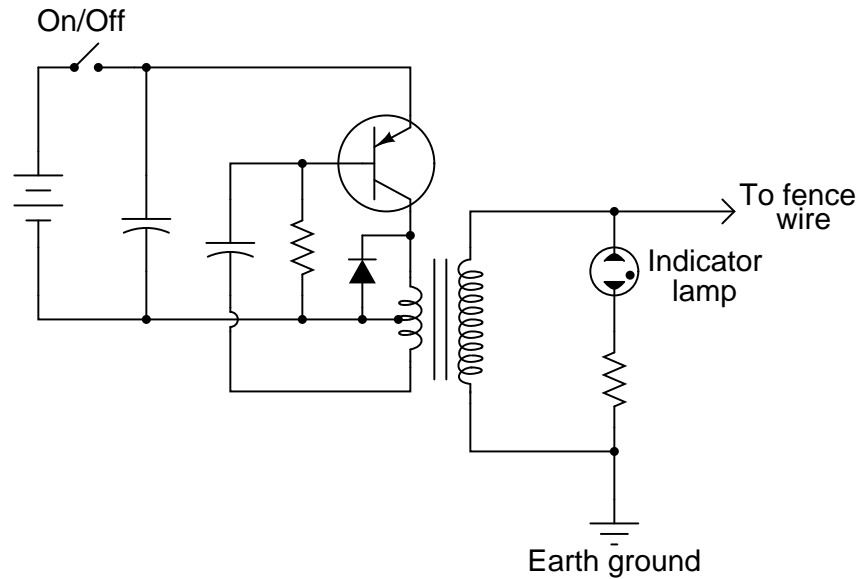 On/Off
To fence
wire
Indicator
lamp
Earth ground